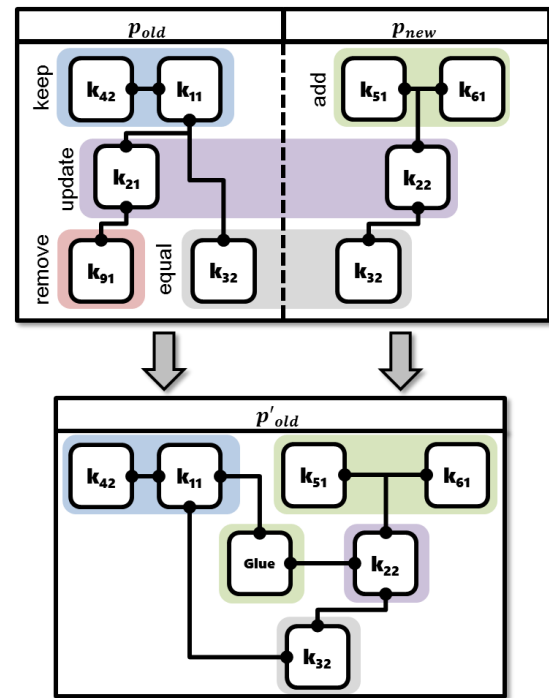 p_old p_new
keep
k₄₂ k₁₁
add
k₅₁ k₆₁
update
k₂₁ k₂₂
remove
k₉₁
equal
k₃₂ k₃₂
p'_old
k₄₂ k₁₁ k₅₁ k₆₁
Glue k₂₂
k₃₂